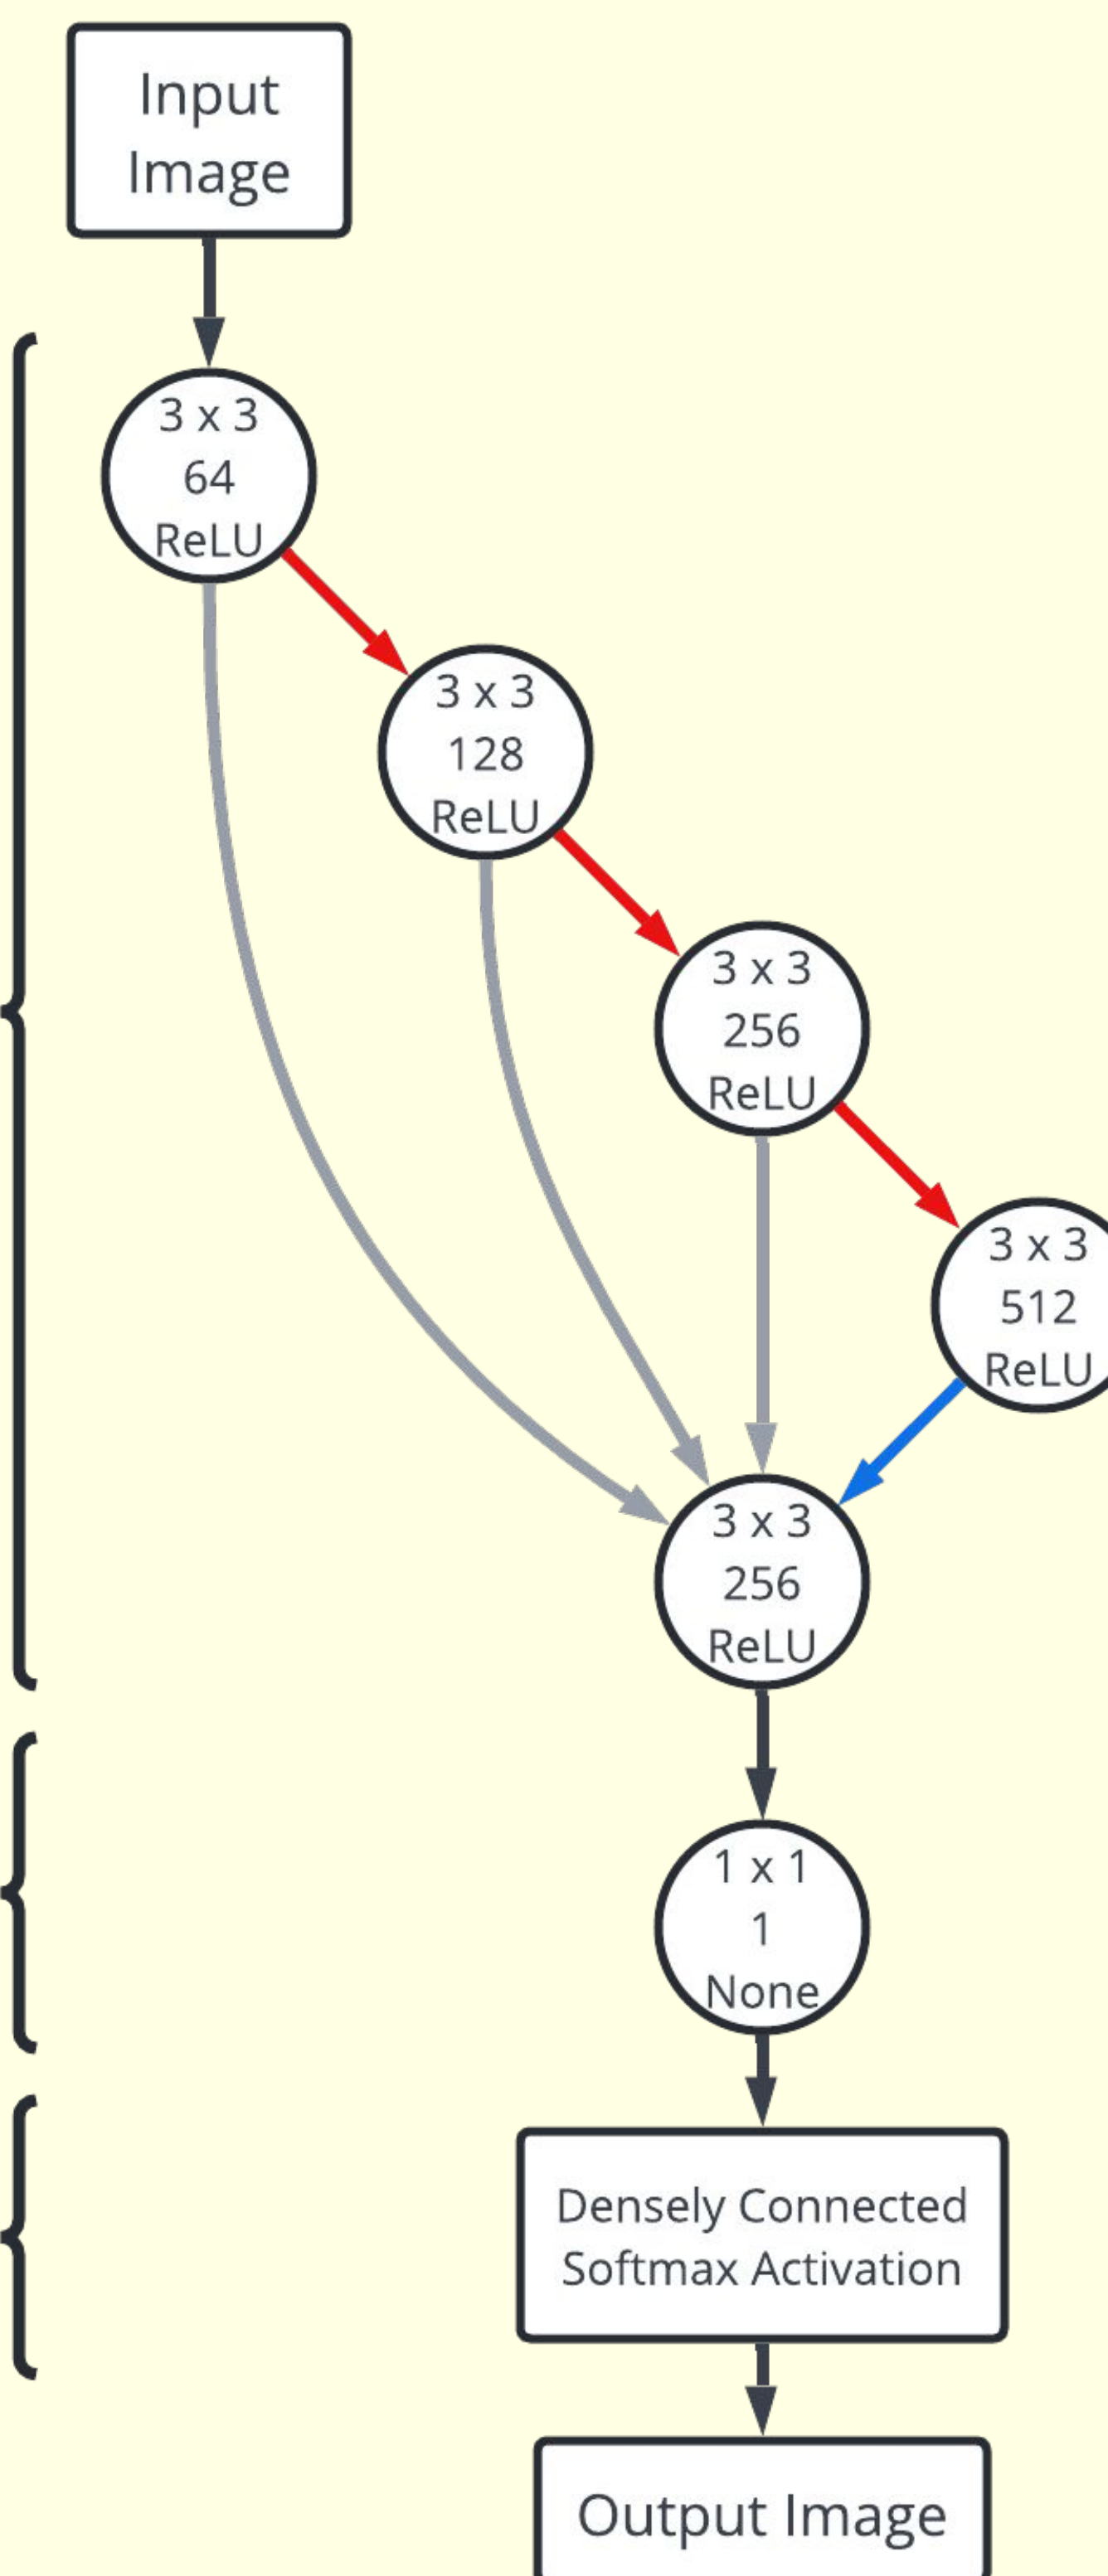 Input
Image
3 x 3
64
ReLU
3 x 3
128
ReLU
3 x 3
256
ReLU
3 x 3
512
ReLU
3 x 3
256
ReLU
1 x 1
1
None
Densely Connected
Softmax Activation
Output Image